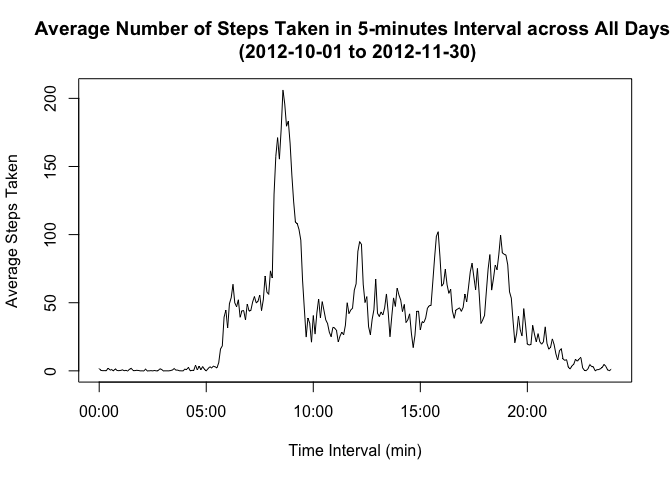 Average Number of Steps Taken in 5-minutes Interval across All Days
(2012-10-01 to 2012-11-30)
200
150
100
50
0
Average Steps Taken
00:00 05:00 10:00 15:00 20:00
Time Interval (min)